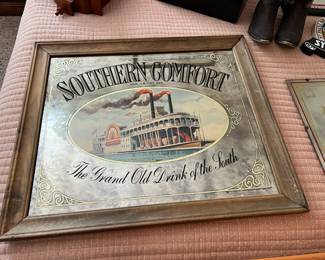 SOUTHERN COMFORT
The Grand Old Drink of the South